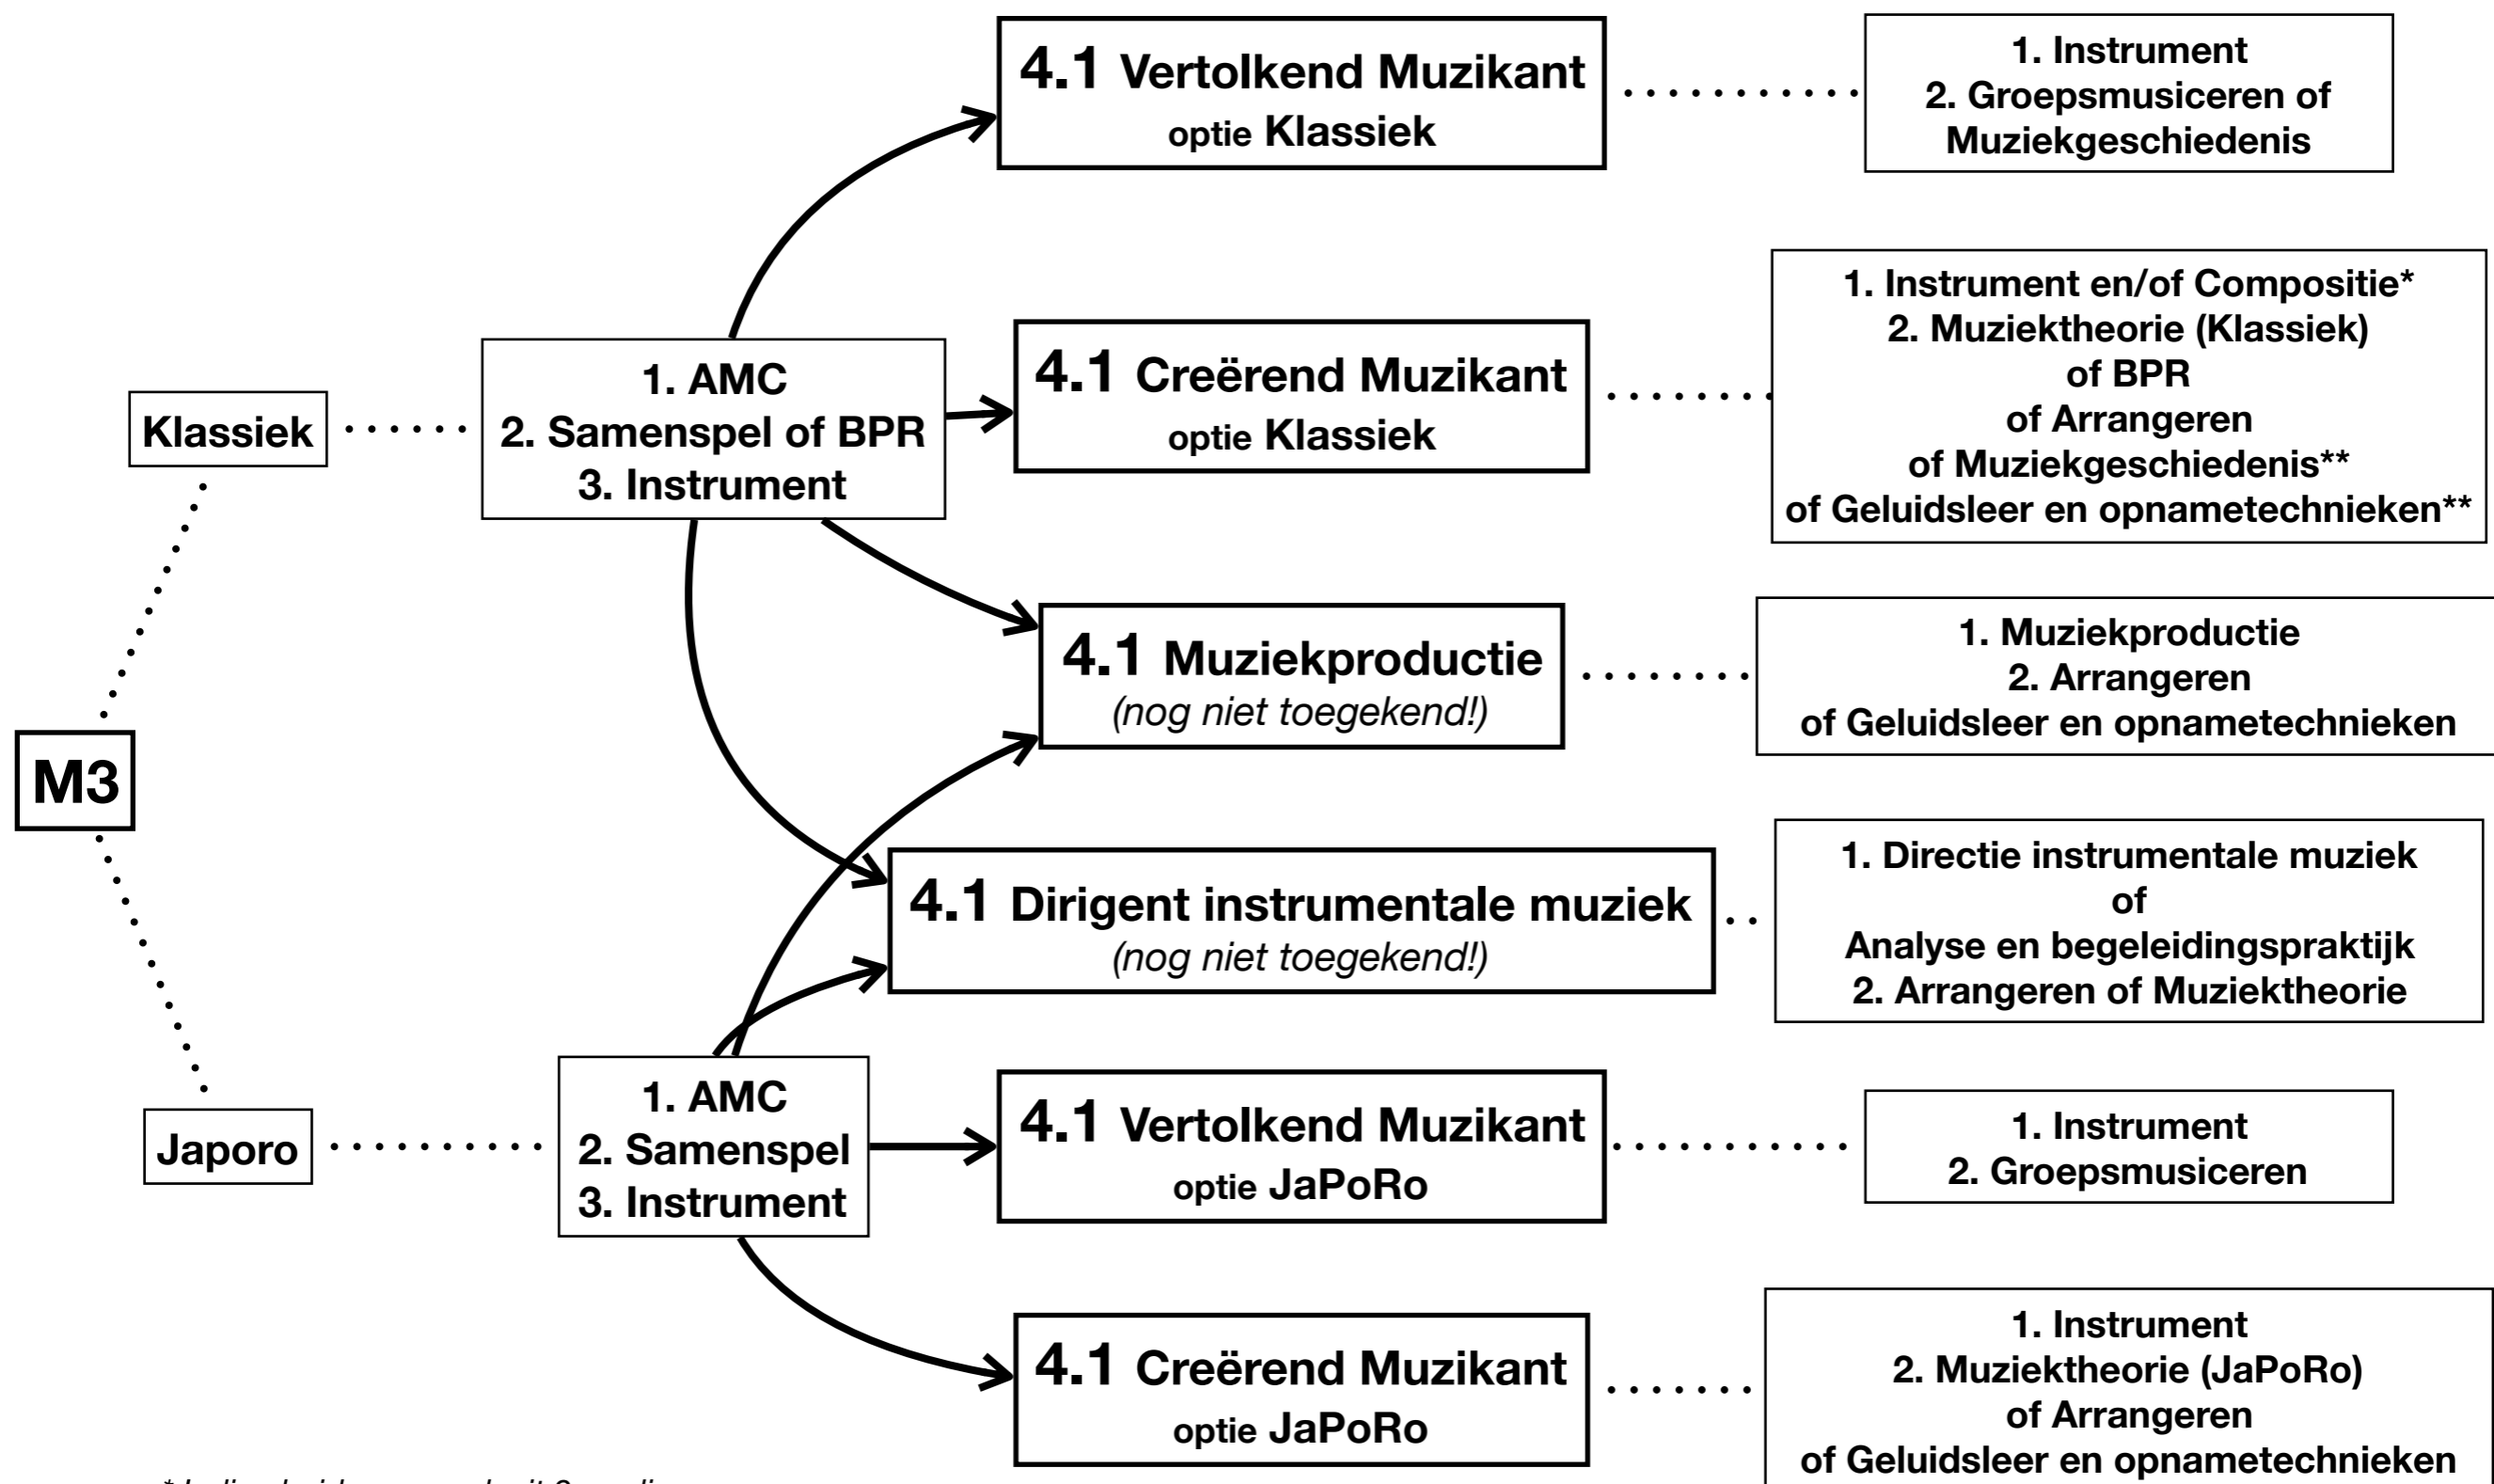 4.1 Vertolkend Muzikant
optie Klassiek
1. Instrument
2. Groepsmusiceren of
Muziekgeschiedenis
4.1 Creërend Muzikant
optie Klassiek
1. Instrument en/of Compositie*
2. Muziektheorie (Klassiek)
of BPR
of Arrangeren
of Muziekgeschiedenis**
of Geluidsleer en opnametechnieken**
Klassiek
1. AMC
2. Samenspel of BPR
3. Instrument
4.1 Muziekproductie
(nog niet toegekend!)
1. Muziekproductie
2. Arrangeren
of Geluidsleer en opnametechnieken
M3
4.1 Dirigent instrumentale muziek
(nog niet toegekend!)
1. Directie instrumentale muziek
of
Analyse en begeleidingspraktijk
2. Arrangeren of Muziektheorie
Japoro
1. AMC
2. Samenspel
3. Instrument
4.1 Vertolkend Muzikant
optie JaPoRo
1. Instrument
2. Groepsmusiceren
4.1 Creërend Muzikant
optie JaPoRo
1. Instrument
2. Muziektheorie (JaPoRo)
of Arrangeren
of Geluidsleer en opnametechnieken